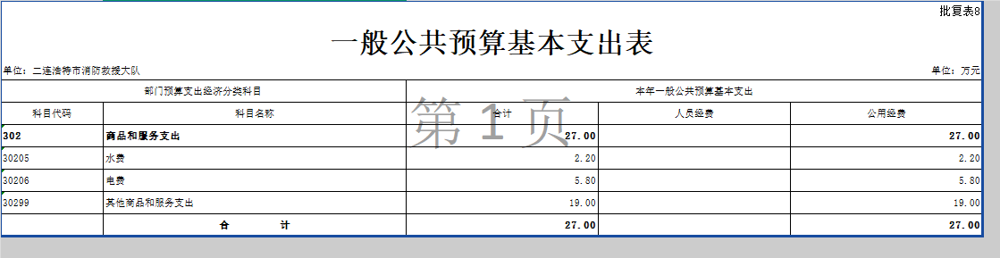 批复表8
一般公共预算基本支出表
单位：二连浩特市消防救援大队 单位：万元
部门预算支出经济分类科目 本年一般公共预算基本支出
科目代码 科目名称 合计 人员经费 公用经费
第 1 页
302 商品和服务支出 27.00 27.00
30205 水费 2.20 2.20
30206 电费 5.80 5.80
30299 其他商品和服务支出 19.00 19.00
合 计 27.00 27.00